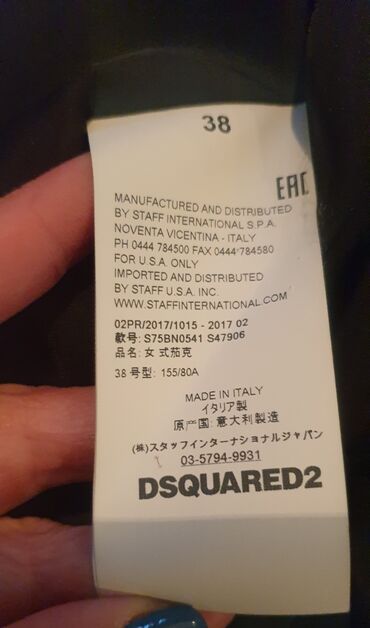 38
EAC
MANUFACTURED AND DISTRIBUTED
BY STAFF INTERNATIONAL S.P.A.
NOVENTA VICENTINA - ITALY
PH 0444 784500 FAX 0444 784580
FOR U.S.A. ONLY
IMPORTED AND DISTRIBUTED
BY STAFF U.S.A. INC.
WWW.STAFFINTERNATIONAL.COM
02PR/2017/1015 - 2017 02
款号: S75BN0541 S47906
品名: 女 式茄克
38 号型: 155/80A
MADE IN ITALY
イタリア製
原产国: 意大利製造
(株)スタッフインターナショナルジャパン
03-5794-9931
DSQUARED2